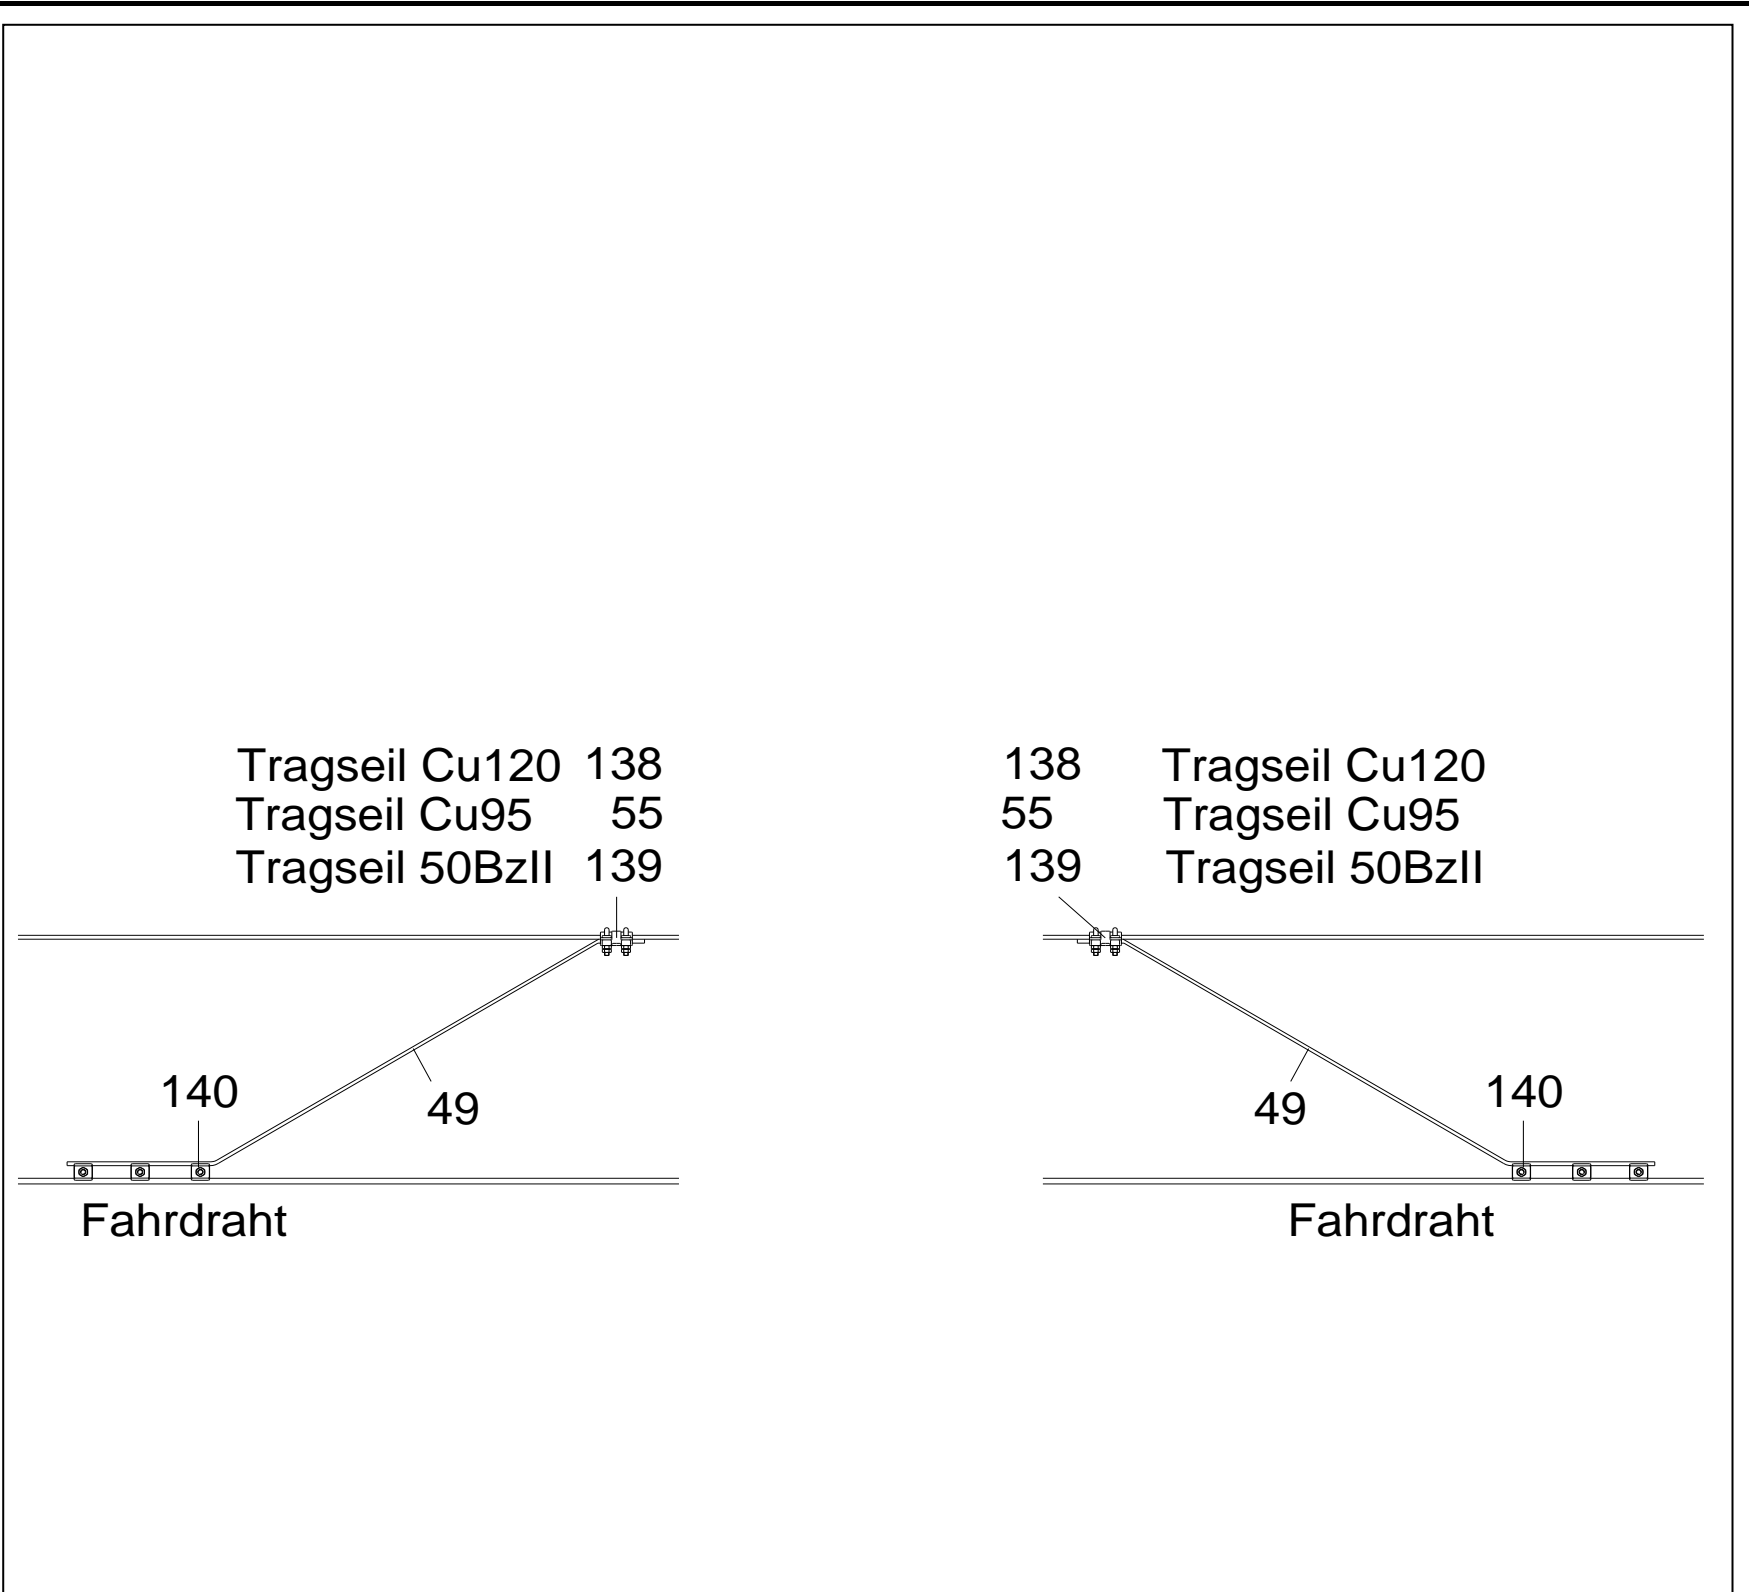 Tragseil Cu120 138
Tragseil Cu95 55
Tragseil 50BzII 139
138 Tragseil Cu120
55 Tragseil Cu95
139 Tragseil 50BzII
140
49
49
140
Fahrdraht
Fahrdraht